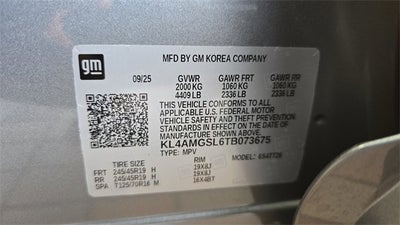 gm
MFD BY GM KOREA COMPANY
09/25 GVWR GAWR FRT GAWR RR
2000 KG 1060 KG 1060 KG
4409 LB 2336 LB 2336 LB
THIS VEHICLE CONFORMS TO ALL
APPLICABLE U.S. FEDERAL MOTOR
VEHICLE SAFETY AND THEFT PREVENTION
STANDARDS IN EFFECT ON THE DATE OF
MANUFACTURE SHOWN ABOVE.
KL4AMGSL6TB073675
TYPE: MPV
TIRE SIZE RIM MODEL:
FRT 245/45R19 H 19X8J
RR 245/45R19 H 19X8J
SPA T125/70R16 M 16X4BT